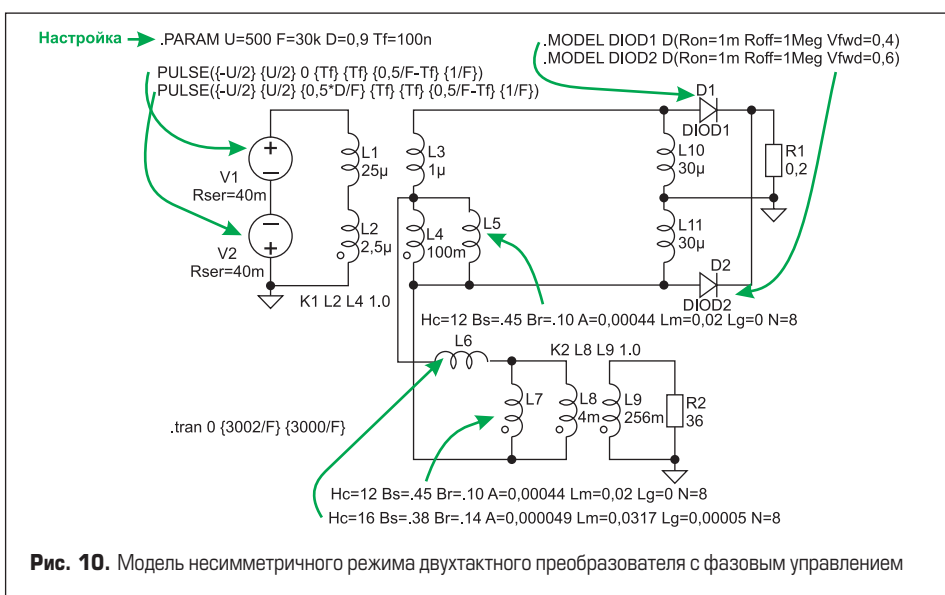 Настройка .PARAM U=500 F=30k D=0,9 Tf=100n
.MODEL DIOD1 D(Ron=1m Roff=1Meg Vfwd=0,4)
.MODEL DIOD2 D(Ron=1m Roff=1Meg Vfwd=0,6)
PULSE({-U/2} {U/2} 0 {Tf} {Tf} {0,5/F-Tf} {1/F})
PULSE({-U/2} {U/2} {0,5*D/F} {Tf} {Tf} {0,5/F-Tf} {1/F})
D1
DIOD1
V1
Rser=40m
L1
25µ
L3
1µ
L10
30µ
R1
0,2
V2
Rser=40m
L2
2,5µ
L4
100m
L5
L11
30µ
D2
DIOD2
K1 L2 L4 1.0
Hc=12 Bs=.45 Br=.10 A=0,00044 Lm=0,02 Lg=0 N=8
L6
K2 L8 L9 1.0
L7
L8
4m
L9
256m
R2
36
.tran 0 {3002/F} {3000/F}
Hc=12 Bs=.45 Br=.10 A=0,00044 Lm=0,02 Lg=0 N=8
Hc=16 Bs=.38 Br=.14 A=0,000049 Lm=0,0317 Lg=0,00005 N=8
Рис. 10. Модель несимметричного режима двухтактного преобразователя с фазовым управлением